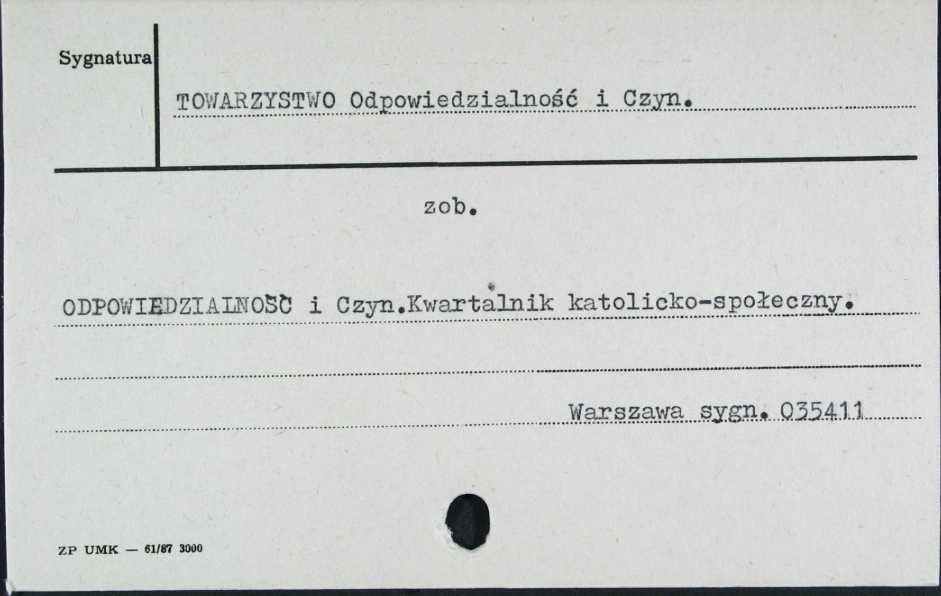 Sygnatura
TOWARZYSTWO Odpowiedzialność i Czyn.
zob.
ODPOWIEDZIALNOŚĆ i Czyn.Kwartalnik katolicko-społeczny.
Warszawa sygn. 035411
ZP UMK — 61/87 3000